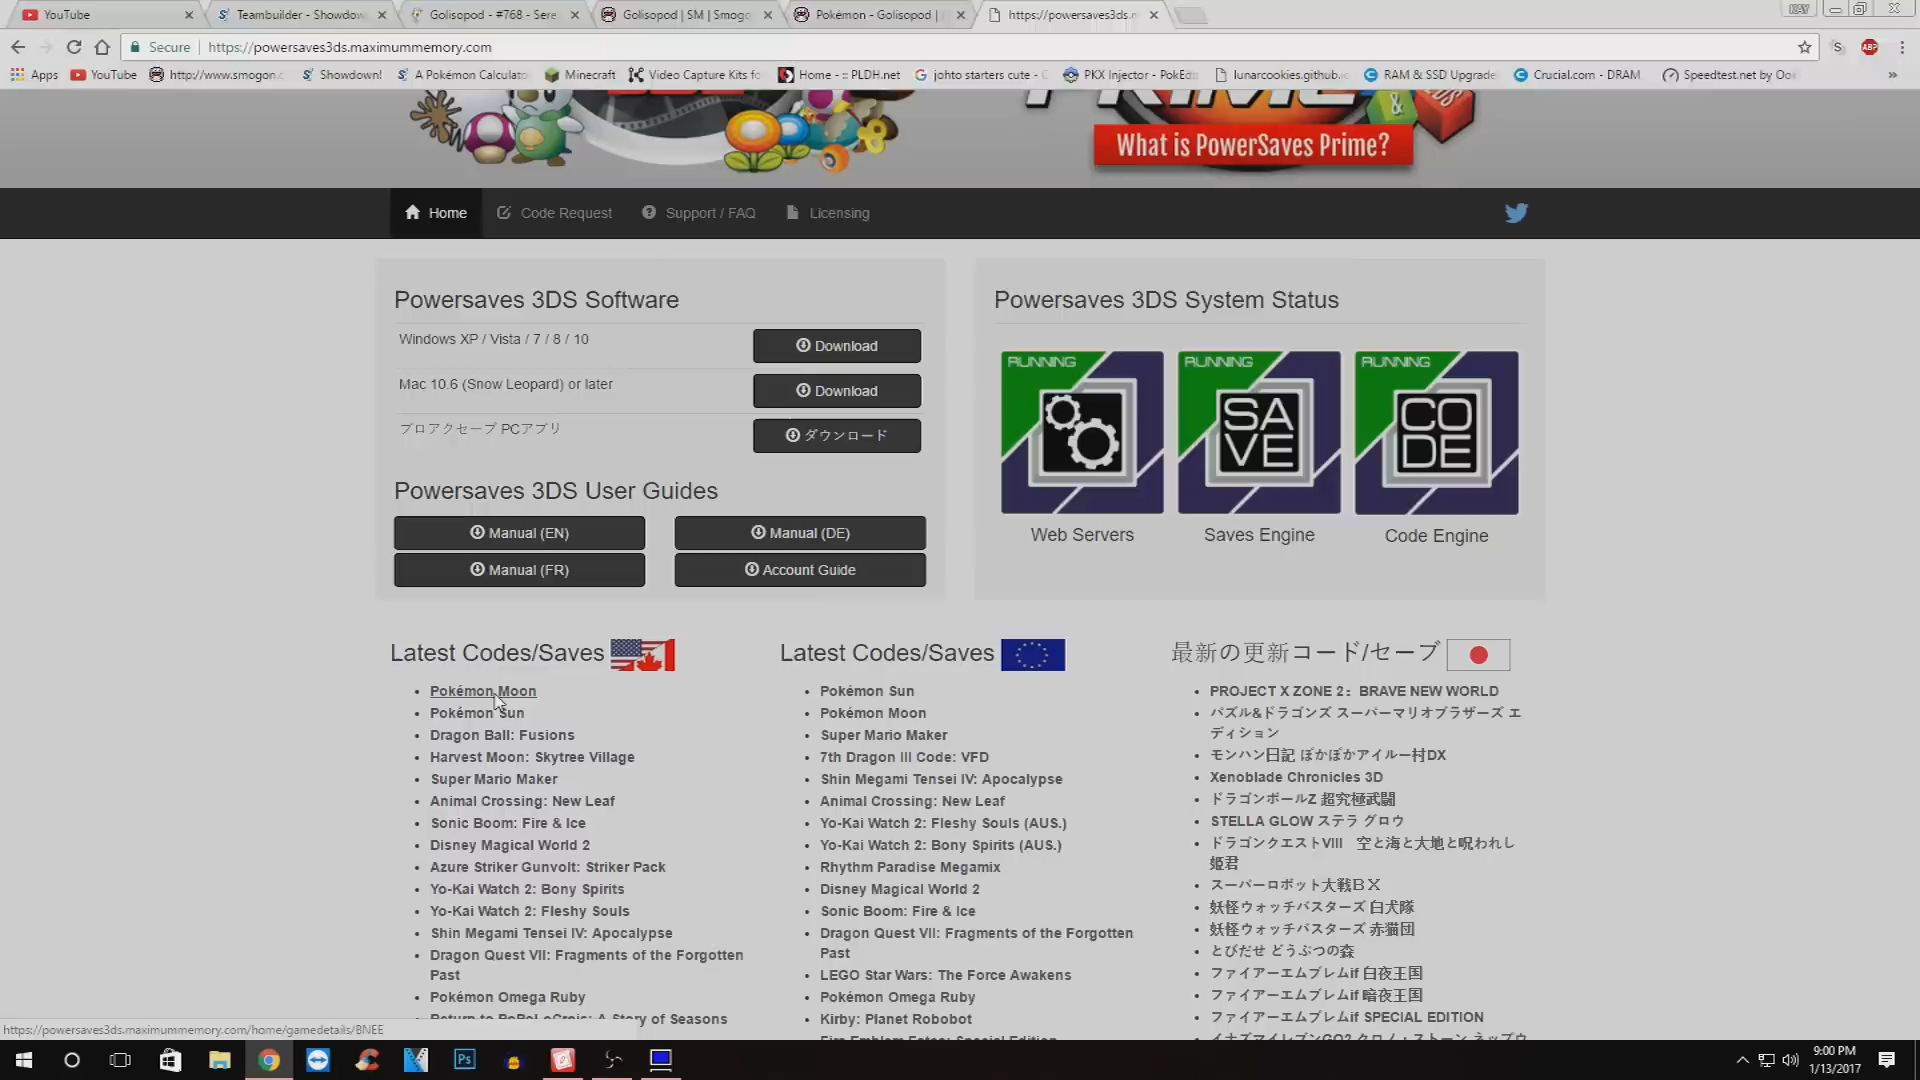 YouTube
Teambuilder - Showdow
Golisopod - #768 - Sere
Golisopod | SM | Smogo
Pokémon - Golisopod |
https://powersaves3ds.m
KAY
Secure | https://powersaves3ds.maximummemory.com
Apps YouTube http://www.smogon.c Showdown! A Pokémon Calculato Minecraft Video Capture Kits fo Home - :: PLDH.net johto starters cute - G PKX Injector - PokEdi lunarcookies.github.io RAM & SSD Upgrade Crucial.com - DRAM Speedtest.net by Ook »
What is PowerSaves Prime?
Home Code Request Support / FAQ Licensing
Powersaves 3DS Software
Windows XP / Vista / 7 / 8 / 10 Download
Mac 10.6 (Snow Leopard) or later Download
プロアクセーブ PCアプリ ダウンロード
Powersaves 3DS User Guides
Manual (EN) Manual (DE)
Manual (FR) Account Guide
Powersaves 3DS System Status
RUNNING RUNNING RUNNING
SAVE CODE
Web Servers Saves Engine Code Engine
Latest Codes/Saves
Pokémon Moon
Pokémon Sun
Dragon Ball: Fusions
Harvest Moon: Skytree Village
Super Mario Maker
Animal Crossing: New Leaf
Sonic Boom: Fire & Ice
Disney Magical World 2
Azure Striker Gunvolt: Striker Pack
Yo-Kai Watch 2: Bony Spirits
Yo-Kai Watch 2: Fleshy Souls
Shin Megami Tensei IV: Apocalypse
Dragon Quest VII: Fragments of the Forgotten
Past
Pokémon Omega Ruby
Return to PoPoLoCrois: A Story of Seasons
Latest Codes/Saves
Pokémon Sun
Pokémon Moon
Super Mario Maker
7th Dragon III Code: VFD
Shin Megami Tensei IV: Apocalypse
Animal Crossing: New Leaf
Yo-Kai Watch 2: Fleshy Souls (AUS.)
Yo-Kai Watch 2: Bony Spirits (AUS.)
Rhythm Paradise Megamix
Disney Magical World 2
Sonic Boom: Fire & Ice
Dragon Quest VII: Fragments of the Forgotten
Past
LEGO Star Wars: The Force Awakens
Pokémon Omega Ruby
Kirby: Planet Robobot
Fire Emblem Fates: Special Edition
最新の更新コード/セーブ
PROJECT X ZONE 2：BRAVE NEW WORLD
パズル&ドラゴンズ スーパーマリオブラザーズ エ
ディション
モンハン日記 ぽかぽかアイルー村DX
Xenoblade Chronicles 3D
ドラゴンボールZ 超究極武闘
STELLA GLOW ステラ グロウ
ドラゴンクエストVIII 空と海と大地と呪われし
姫君
スーパーロボット大戦ＢＸ
妖怪ウォッチバスターズ 白犬隊
妖怪ウォッチバスターズ 赤猫団
とびだせ どうぶつの森
ファイアーエムブレムif 白夜王国
ファイアーエムブレムif 暗夜王国
ファイアーエムブレムif SPECIAL EDITION
https://powersaves3ds.maximummemory.com/home/gamedetails/BNEE
Ps
9:00 PM
1/13/2017